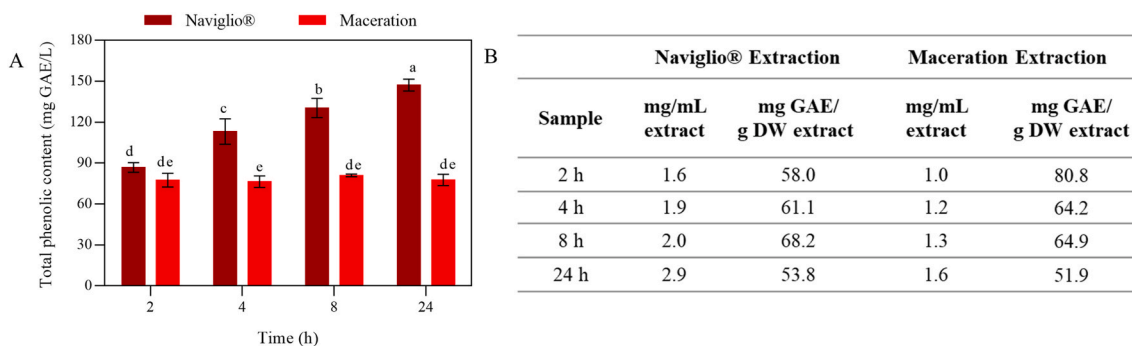 Naviglio® Maceration
A
Total phenolic content (mg GAE/L)
180
150
120
90
60
30
0
d de c e b de a de
2 4 8 24
Time (h)
B
Naviglio® Extraction Maceration Extraction
Sample mg/mL extract mg GAE/ g DW extract mg/mL extract mg GAE/ g DW extract
2 h 1.6 58.0 1.0 80.8
4 h 1.9 61.1 1.2 64.2
8 h 2.0 68.2 1.3 64.9
24 h 2.9 53.8 1.6 51.9